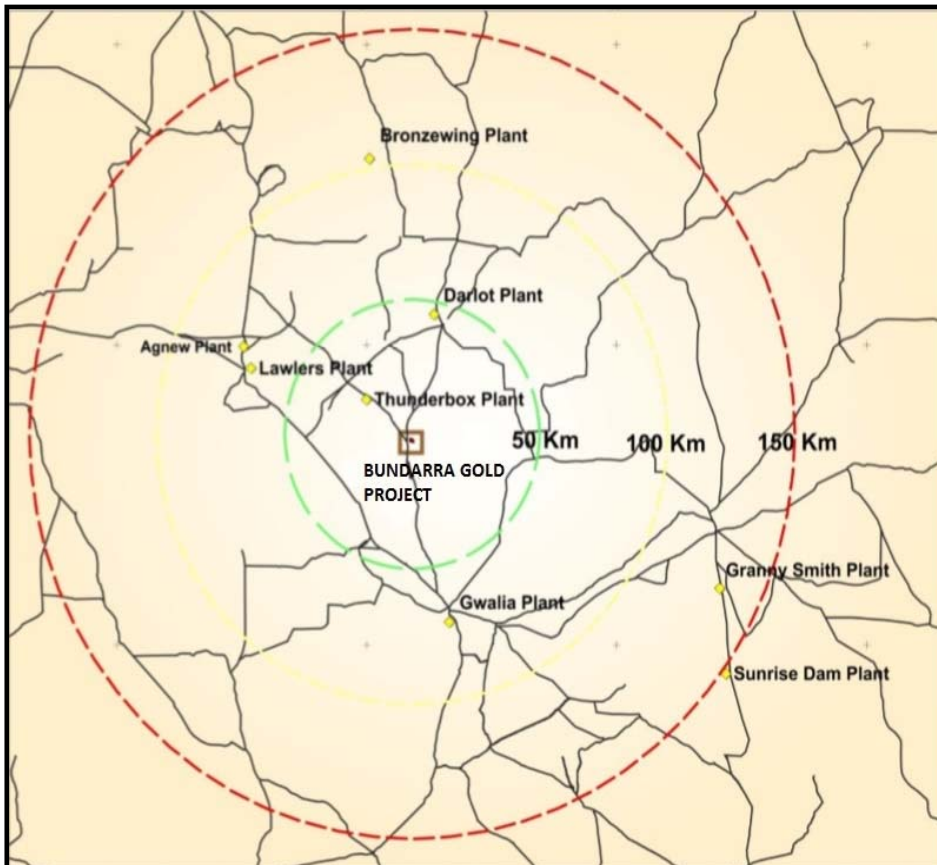 Bronzewing Plant
Darlot Plant
Agnew Plant
Lawlers Plant
Thunderbox Plant
50 Km
100 Km
150 Km
BUNDARRA GOLD
PROJECT
Granny Smith Plant
Gwalia Plant
Sunrise Dam Plant